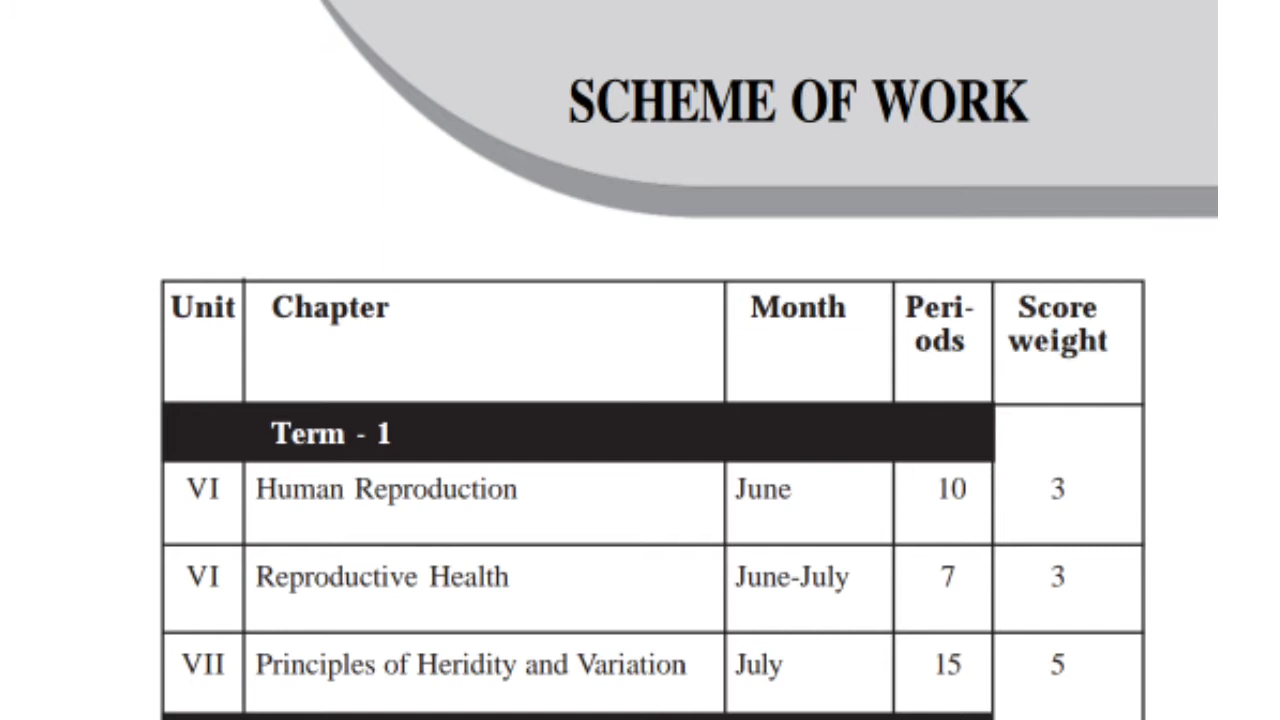 SCHEME OF WORK
Unit Chapter Month Peri- Score
ods weight
Term - 1
VI Human Reproduction June 10 3
VI Reproductive Health June-July 7 3
VII Principles of Heridity and Variation July 15 5